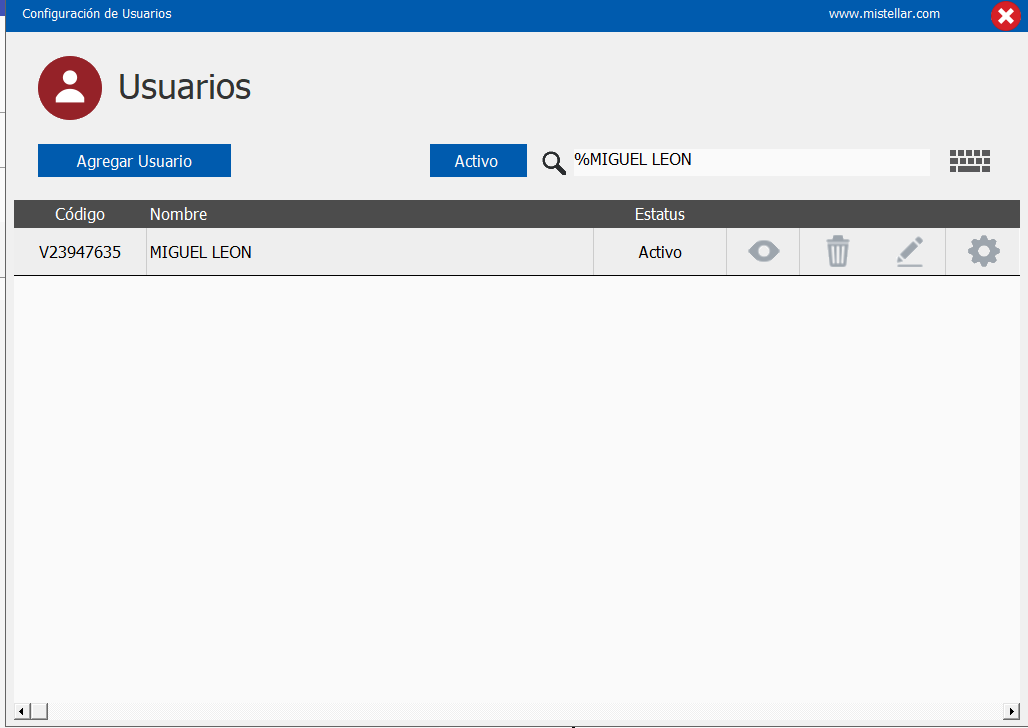 Configuración de Usuarios www.mistellar.com
Usuarios
Agregar Usuario Activo %MIGUEL LEON
Código Nombre Estatus
V23947635 MIGUEL LEON Activo